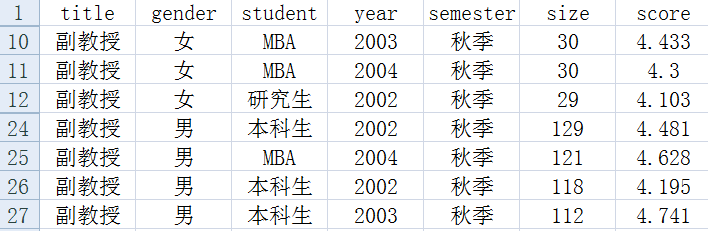 1 title gender student year semester size score
10 副教授 女 MBA 2003 秋季 30 4.433
11 副教授 女 MBA 2004 秋季 30 4.3
12 副教授 女 研究生 2002 秋季 29 4.103
24 副教授 男 本科生 2002 秋季 129 4.481
25 副教授 男 MBA 2004 秋季 121 4.628
26 副教授 男 本科生 2002 秋季 118 4.195
27 副教授 男 本科生 2003 秋季 112 4.741